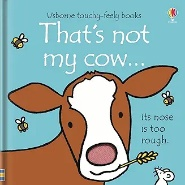 Usborne touchy-feely books
That's not
my cow...
its nose is too
rough.